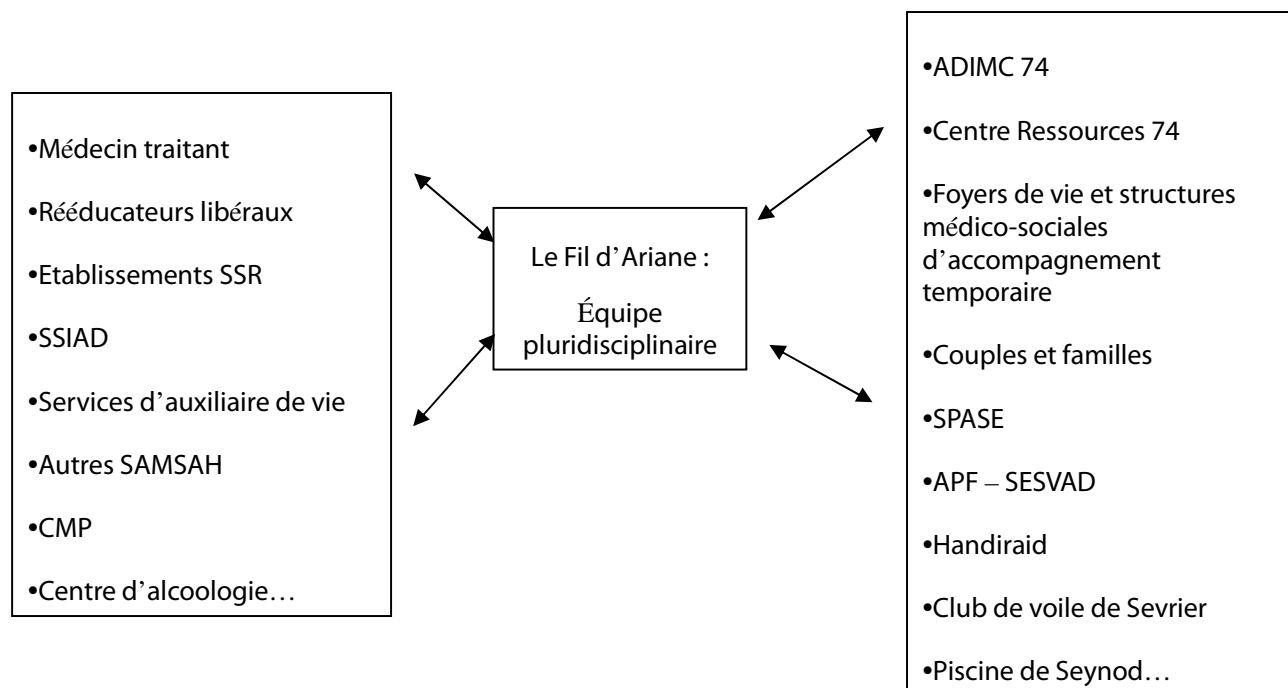 •Médecin traitant
•Rééducateurs libéraux
•Etablissements SSR
•SSIAD
•Services d’auxiliaire de vie
•Autres SAMSAH
•CMP
•Centre d’alcoologie…
Le Fil d’Ariane :
Équipe
pluridisciplinaire
•ADIMC 74
•Centre Ressources 74
•Foyers de vie et structures
médico-sociales
d’accompagnement
temporaire
•Couples et familles
•SPASE
•APF – SESVAD
•Handiraid
•Club de voile de Sevrier
•Piscine de Seynod…